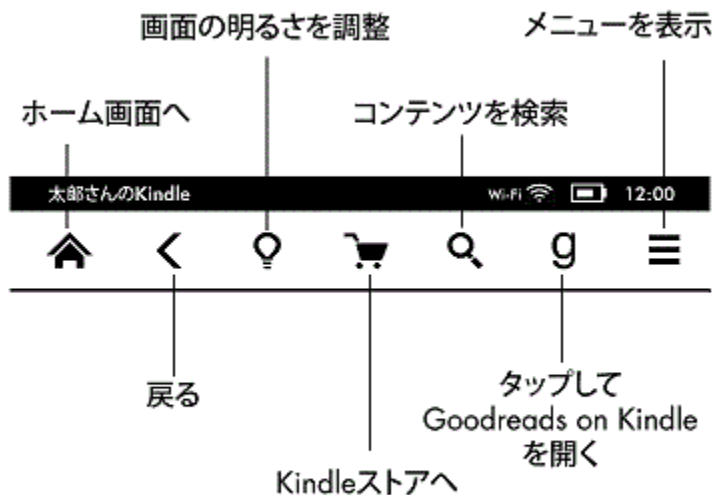 画面の明るさを調整
メニューを表示
ホーム画面へ
コンテンツを検索
太郎さんのKindle
Wi-Fi
12:00
g
戻る
タップして
Goodreads on Kindle
を開く
Kindleストアへ